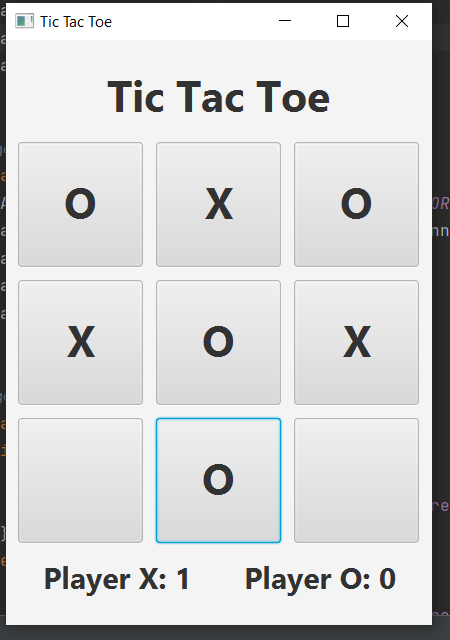 Tic Tac Toe
Tic Tac Toe
O X O
X O X
O
Player X: 1 Player O: 0